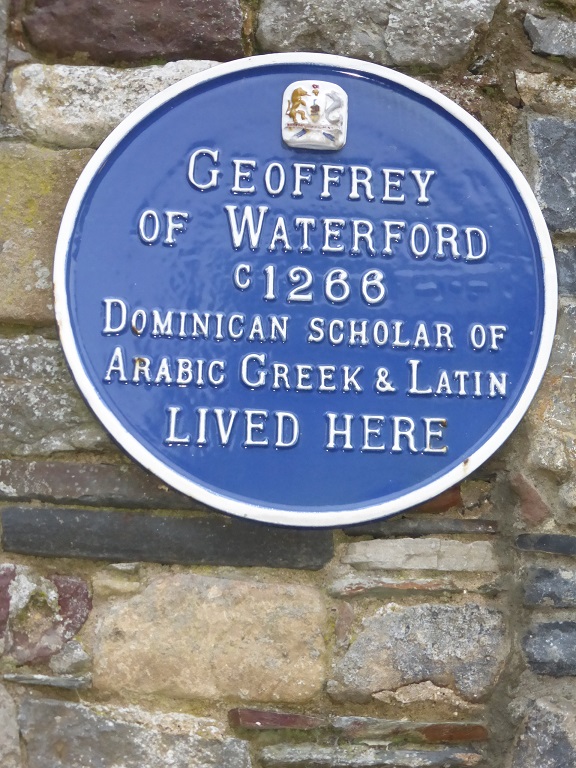 GEOFFREY
OF WATERFORD
C1266
DOMINICAN SCHOLAR OF
ARABIC GREEK & LATIN
LIVED HERE